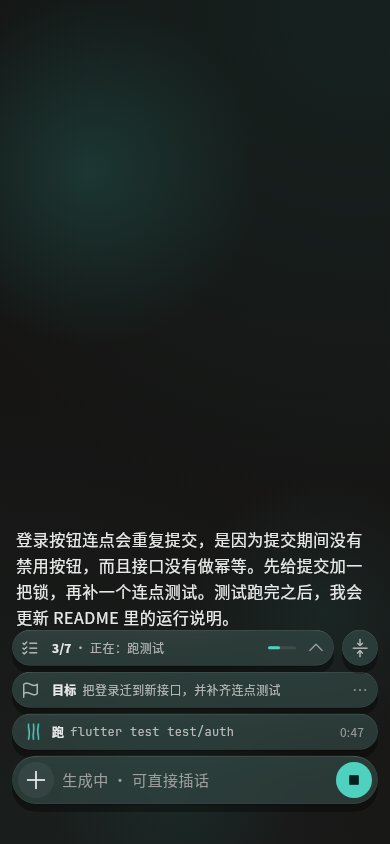 登录按钮连点会重复提交，是因为提交期间没有
禁用按钮，而且接口没有做幂等。先给提交加一
把锁，再补一个连点测试。测试跑完之后，我会
更新 README 里的运行说明。
3/7 · 正在：跑测试
目标 把登录迁到新接口，并补齐连点测试
跑 flutter test test/auth 0:47
生成中 · 可直接插话